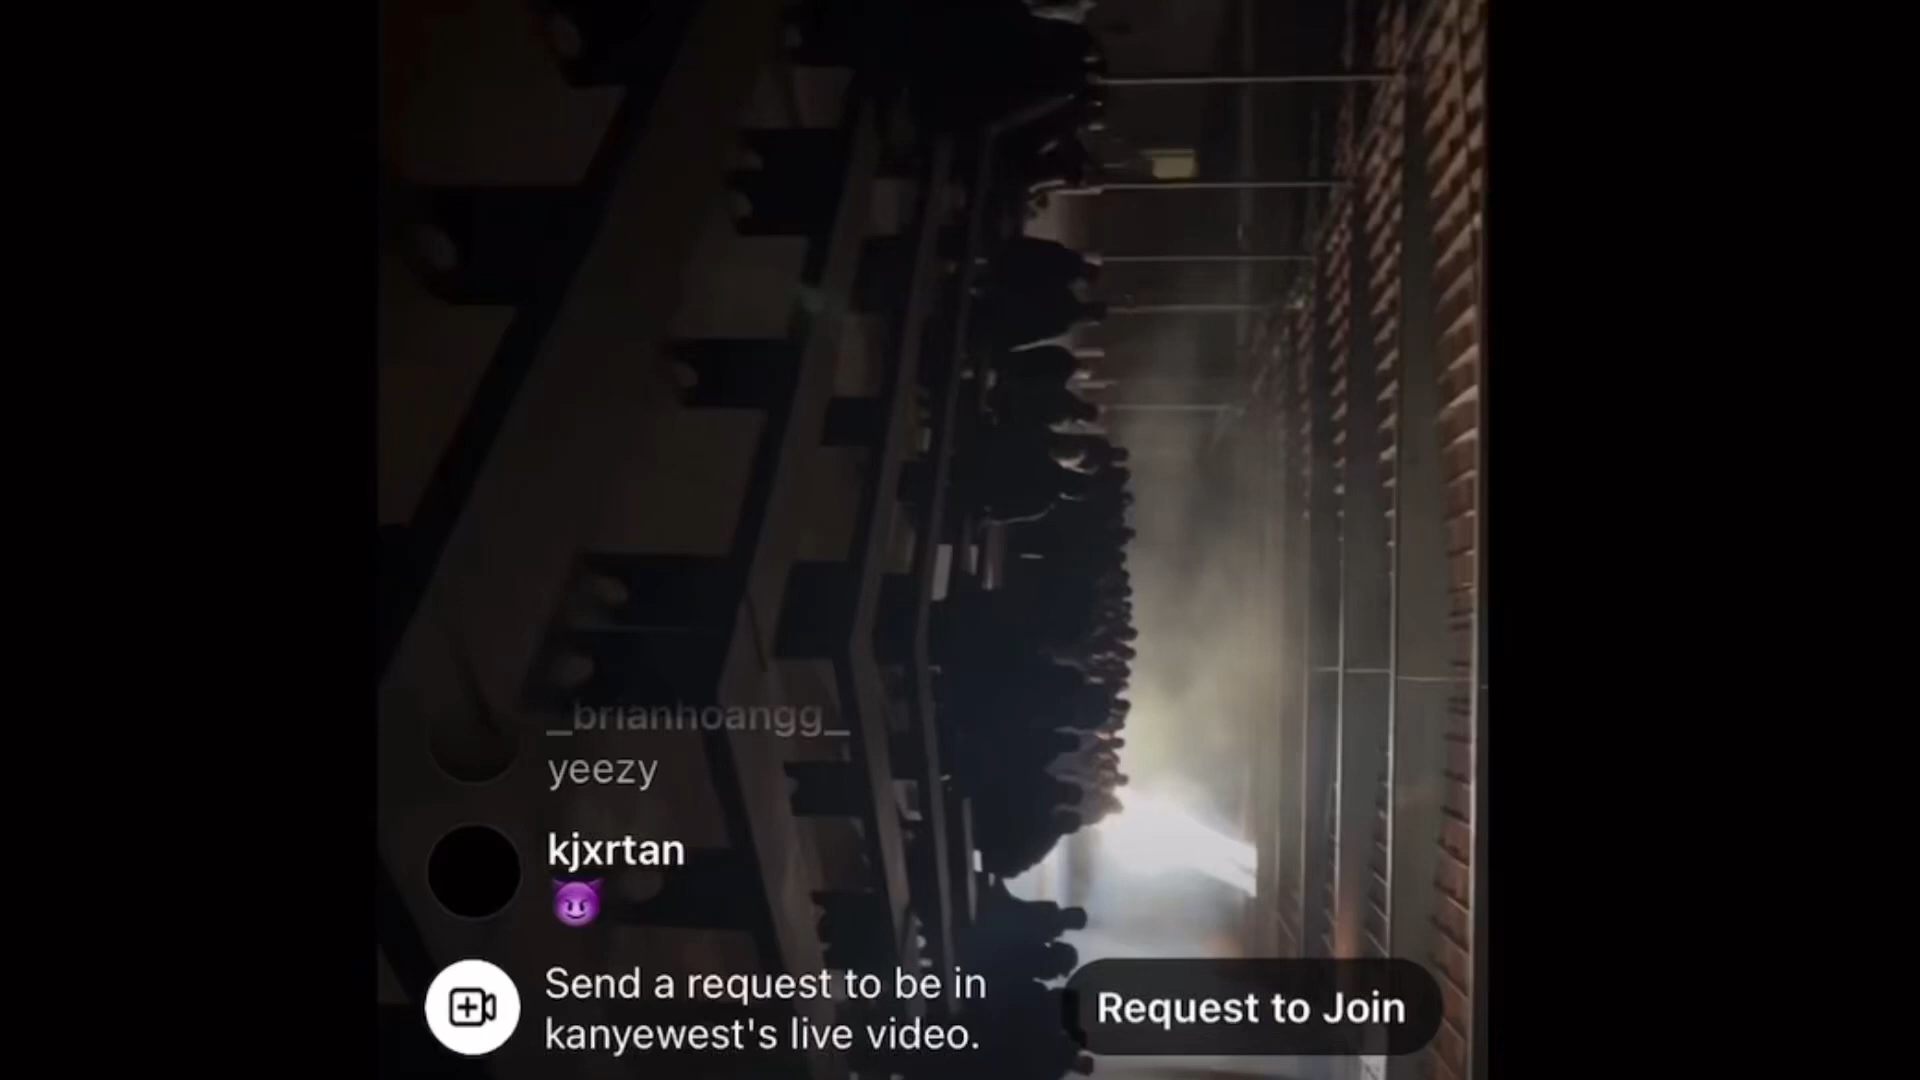 _brianhoangg_
yeezy
kjxrtan
😈
Send a request to be in
kanyewest's live video.
Request to Join